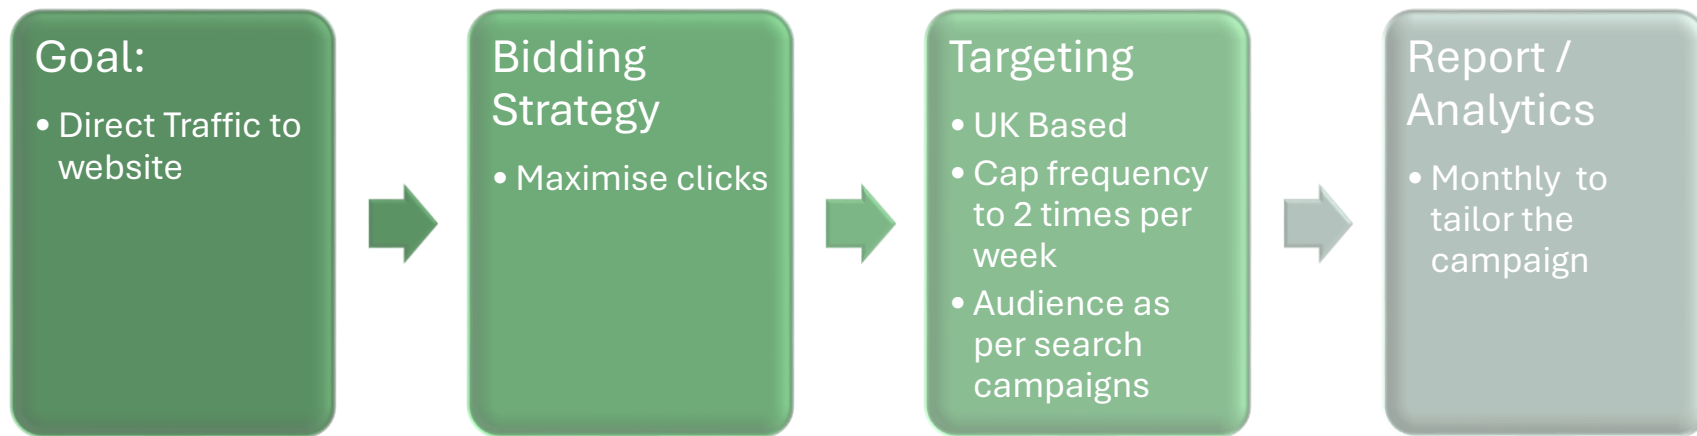 Goal:
• Direct Traffic to
website
Bidding
Strategy
• Maximise clicks
Targeting
• UK Based
• Cap frequency
to 2 times per
week
• Audience as
per search
campaigns
Report /
Analytics
• Monthly to
tailor the
campaign